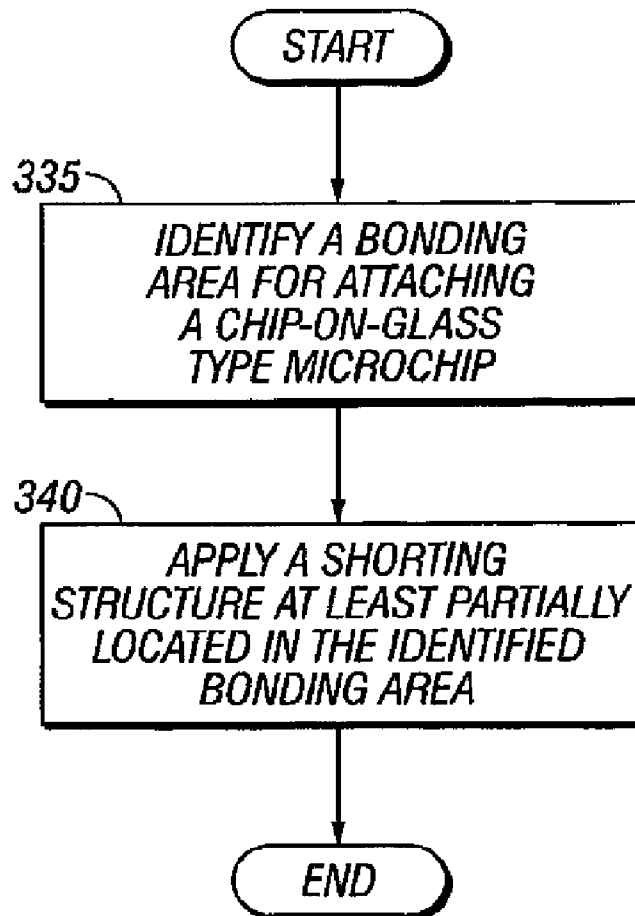 START
335
IDENTIFY A BONDING
AREA FOR ATTACHING
A CHIP-ON-GLASS
TYPE MICROCHIP
340
APPLY A SHORTING
STRUCTURE AT LEAST PARTIALLY
LOCATED IN THE IDENTIFIED
BONDING AREA
END